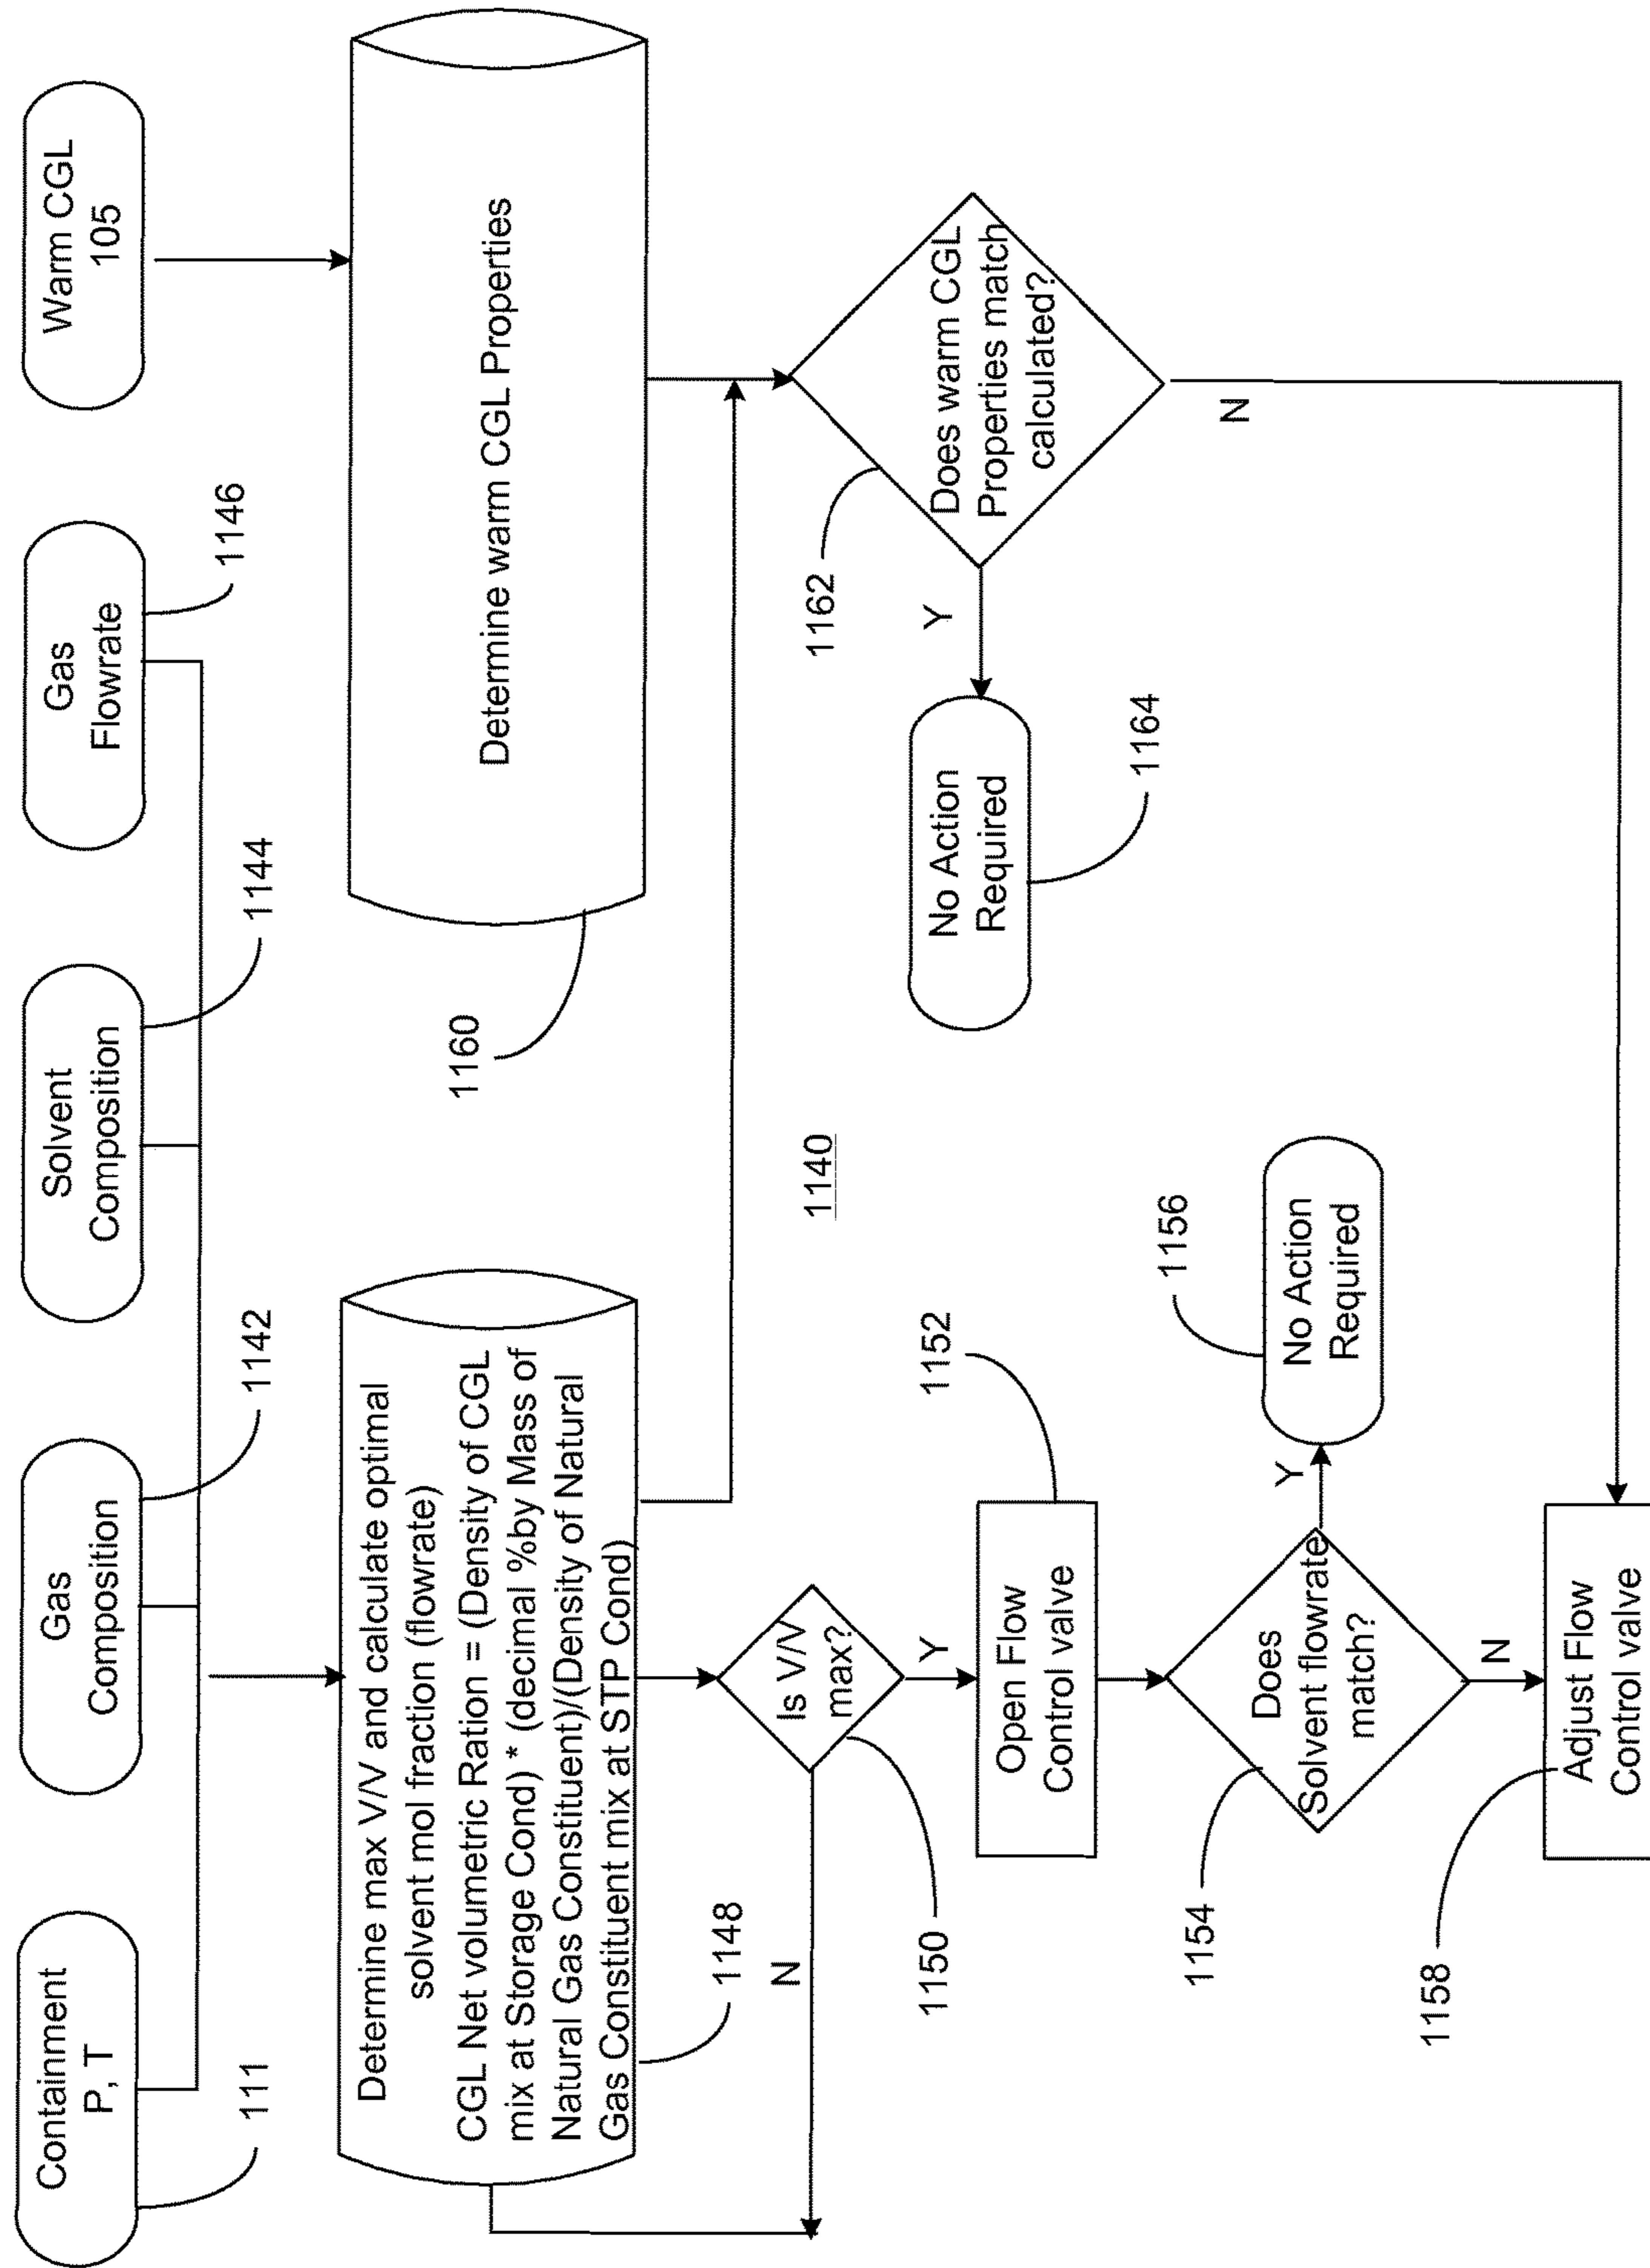 Containment
P, T
111
Gas
Composition
1142
Solvent
Composition
1144
Gas
Flowrate
1146
Warm CGL
105
Determine max V/V and calculate optimal
solvent mol fraction (flowrate)
CGL Net volumetric Ration = (Density of CGL
mix at Storage Cond) * (decimal %by Mass of
Natural Gas Constituent)/(Density of Natural
Gas Constituent mix at STP Cond)
1148
Determine warm CGL Properties
1160
Is V/V
max?
1150
N
Y
1140
Does warm CGL
Properties match
calculated?
1162
Y
N
No Action
Required
1164
Open Flow
Control valve
1152
Does
Solvent flowrate
match?
1154
Y
N
No Action
Required
1156
Adjust Flow
Control valve
1158